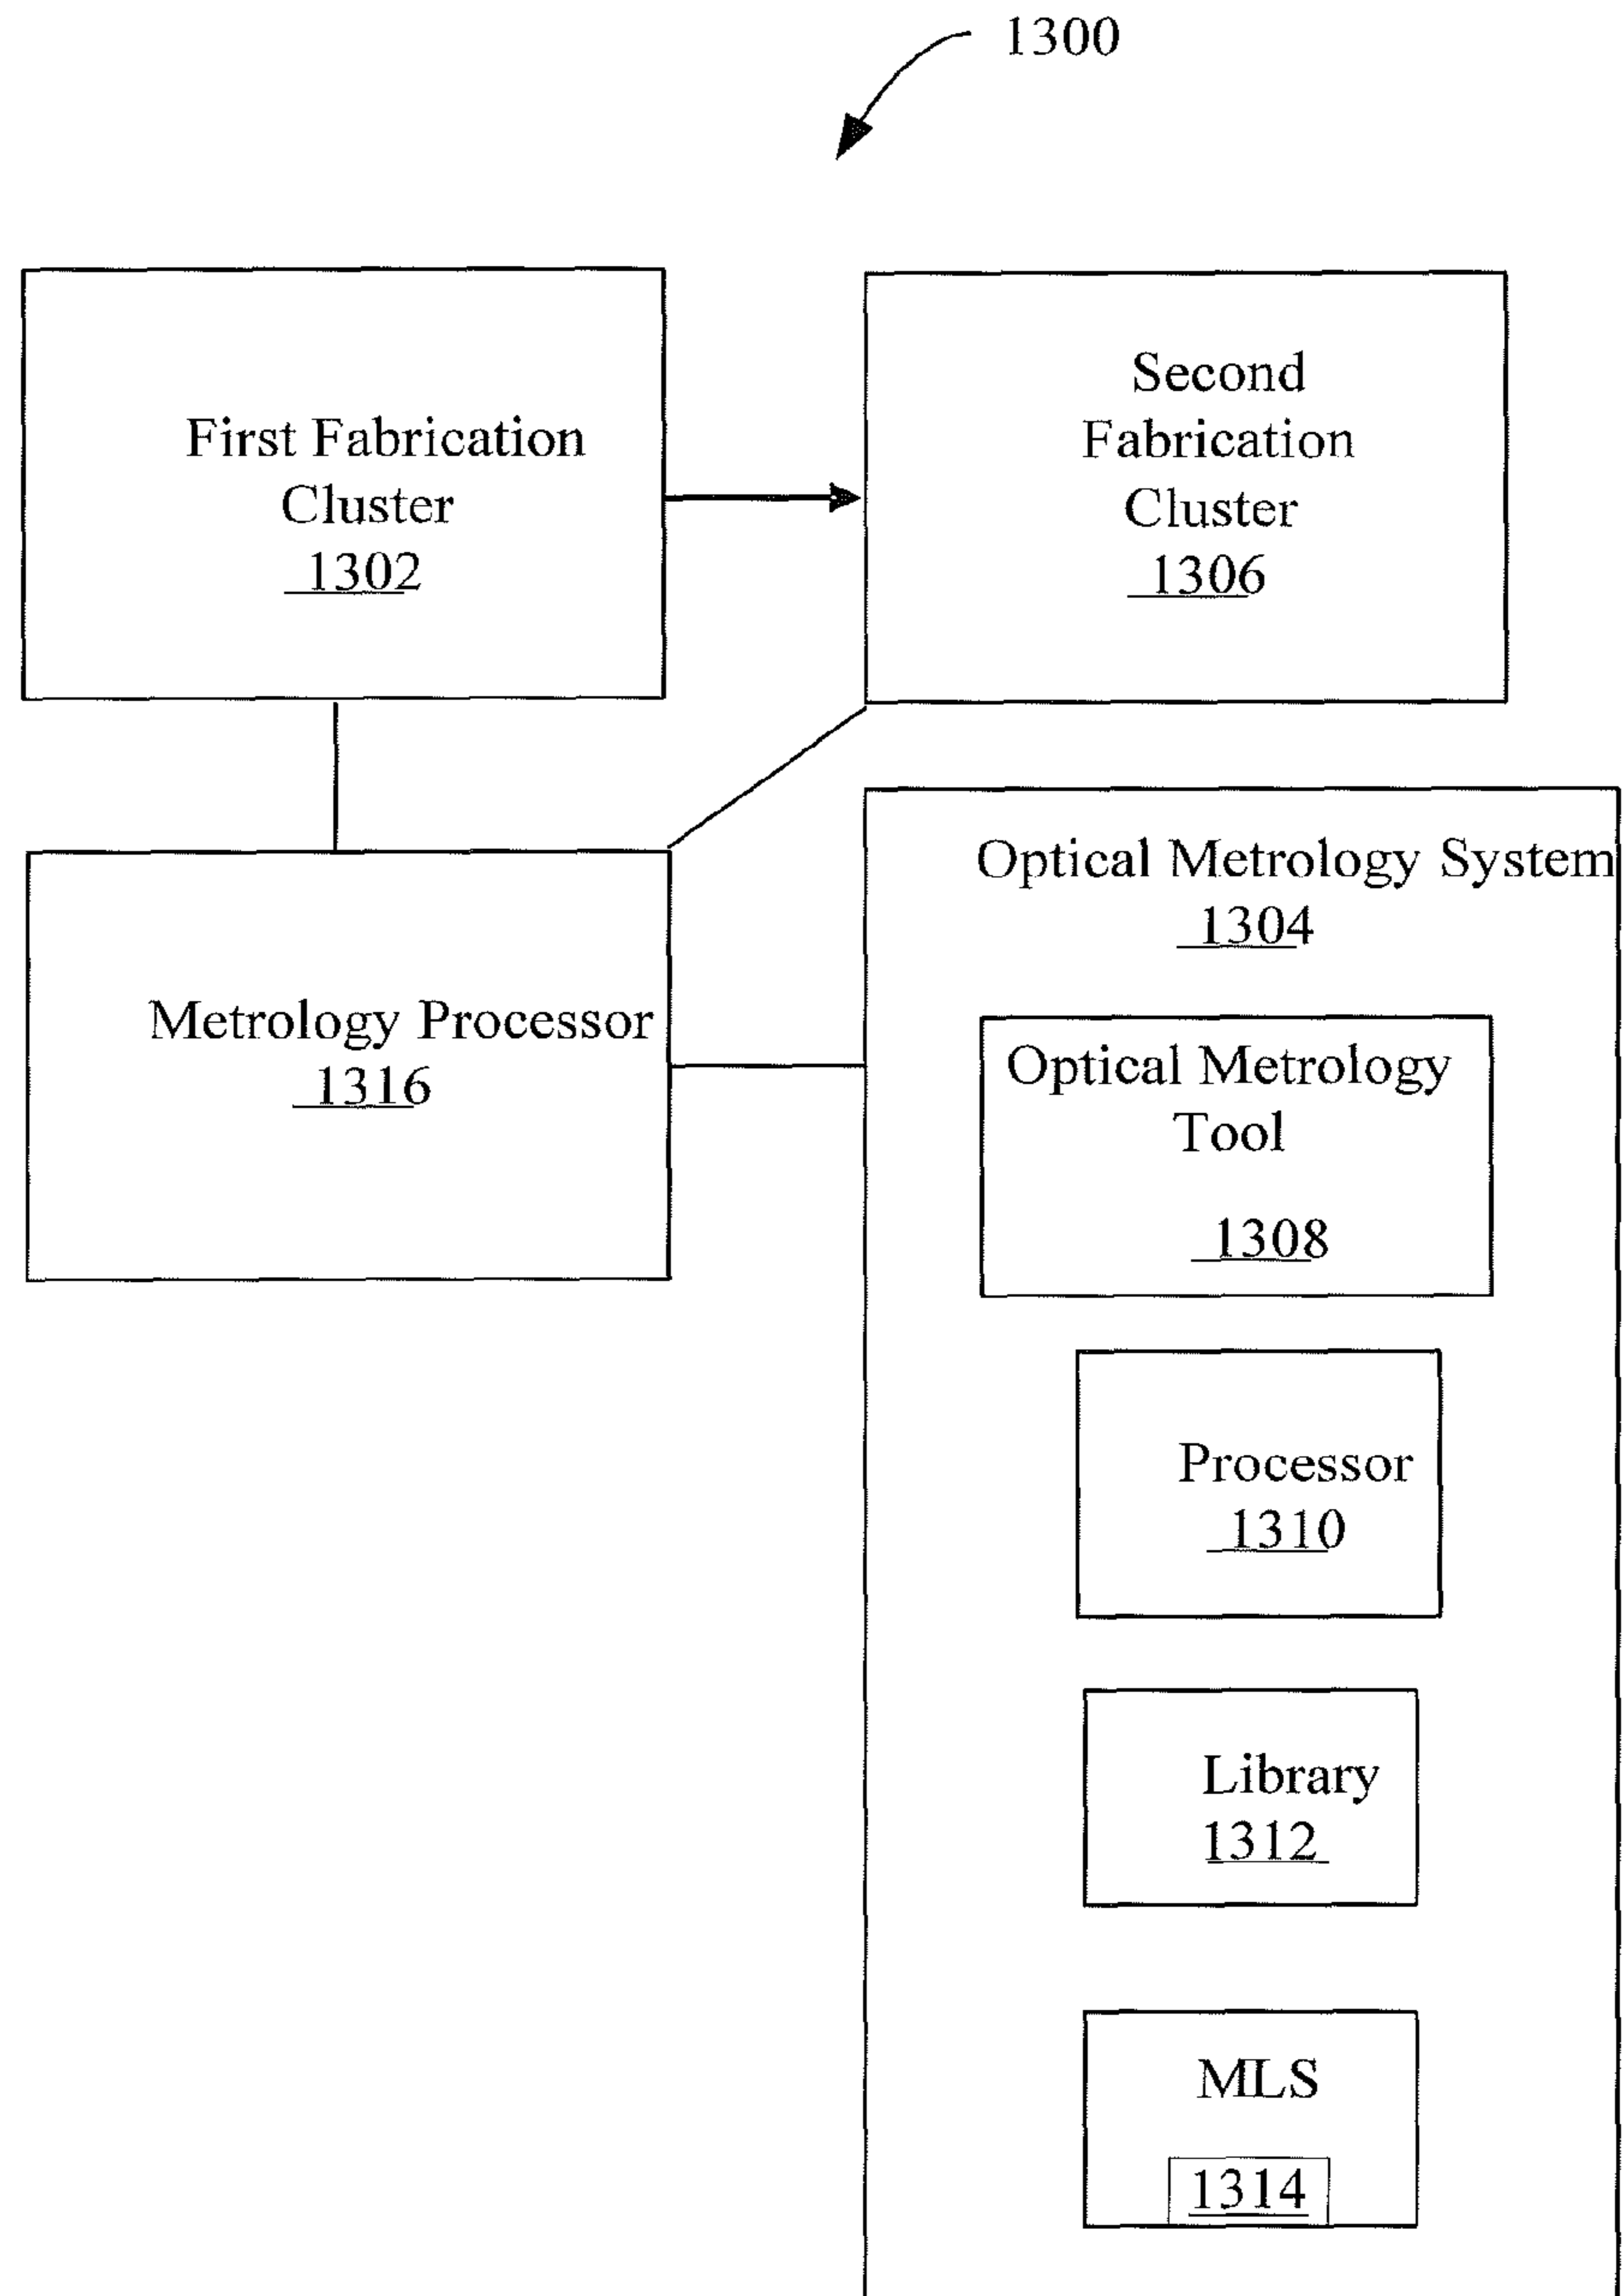 1300
First Fabrication
Cluster
1302
Second
Fabrication
Cluster
1306
Metrology Processor
1316
Optical Metrology System
1304
Optical Metrology
Tool
1308
Processor
1310
Library
1312
MLS
1314